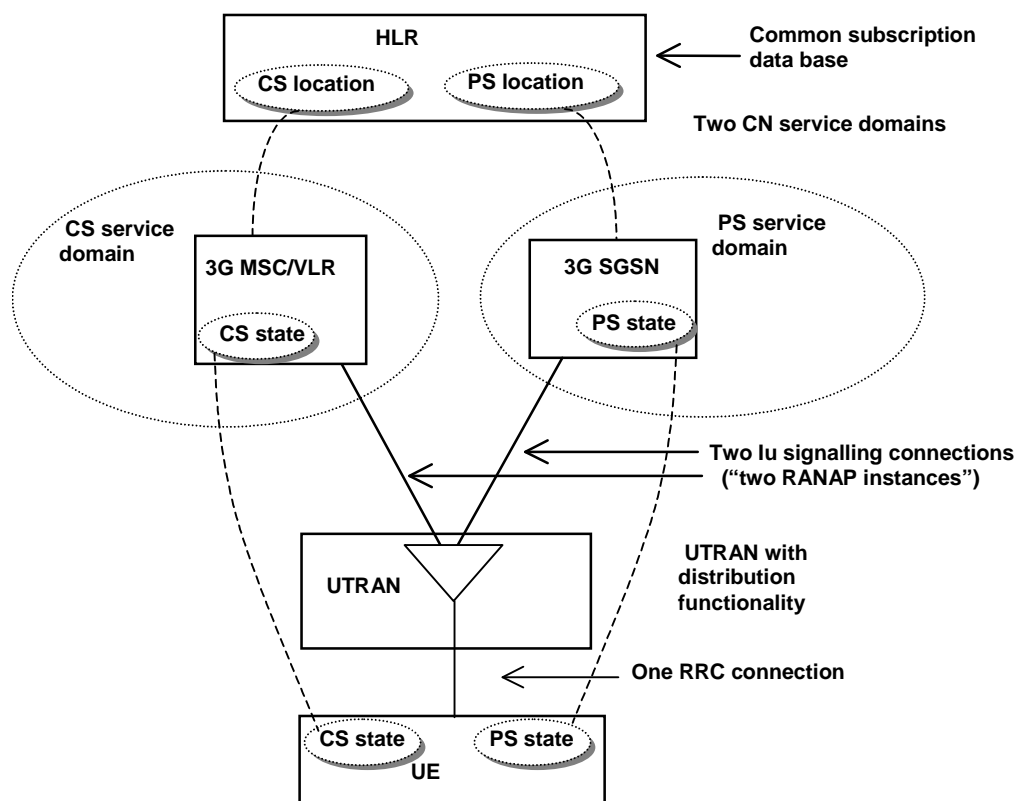 HLR
Common subscription
data base
CS location
PS location
Two CN service domains
CS service
domain
PS service
domain
3G MSC/VLR
3G SGSN
CS state
PS state
Two Iu signalling connections
(“two RANAP instances”)
UTRAN
UTRAN with
distribution
functionality
One RRC connection
CS state
PS state
UE